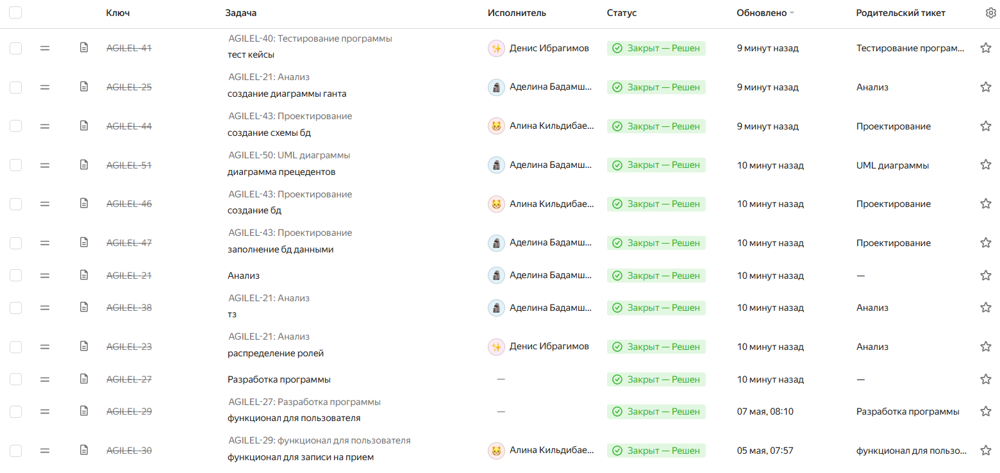 Ключ Задача Исполнитель Статус Обновлено Родительский тикет
AGILEL-40: Тестирование программы
AGILEL-41 тест кейсы Денис Ибрагимов Закрыт — Решен 9 минут назад Тестирование програм...
AGILEL-21: Анализ
AGILEL-25 создание диаграммы ганта Аделина Бадамш... Закрыт — Решен 9 минут назад Анализ
AGILEL-43: Проектирование
AGILEL-44 создание схемы бд Алина Кильдибае... Закрыт — Решен 9 минут назад Проектирование
AGILEL-50: UML диаграммы
AGILEL-51 диаграмма прецедентов Аделина Бадамш... Закрыт — Решен 10 минут назад UML диаграммы
AGILEL-43: Проектирование
AGILEL-46 создание бд Алина Кильдибае... Закрыт — Решен 10 минут назад Проектирование
AGILEL-43: Проектирование
AGILEL-47 заполнение бд данными Аделина Бадамш... Закрыт — Решен 10 минут назад Проектирование
AGILEL-21 Анализ Аделина Бадамш... Закрыт — Решен 10 минут назад —
AGILEL-21: Анализ
AGILEL-38 тз Аделина Бадамш... Закрыт — Решен 10 минут назад Анализ
AGILEL-21: Анализ
AGILEL-23 распределение ролей Денис Ибрагимов Закрыт — Решен 10 минут назад Анализ
AGILEL-27 Разработка программы — Закрыт — Решен 10 минут назад —
AGILEL-27: Разработка программы
AGILEL-29 функционал для пользователя — Закрыт — Решен 07 мая, 08:10 Разработка программы
AGILEL-29: функционал для пользователя
AGILEL-30 функционал для записи на прием Алина Кильдибае... Закрыт — Решен 05 мая, 07:57 функционал для пользо...